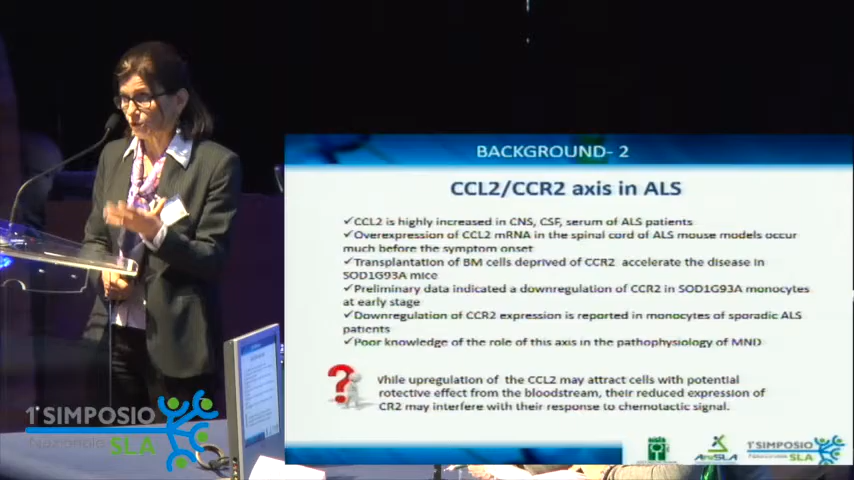 BACKGROUND- 2
CCL2/CCR2 axis in ALS
✓CCL2 is highly increased in CNS, CSF, serum of ALS patients
✓Overexpression of CCL2 mRNA in the spinal cord of ALS mouse models occur
much before the symptom onset
✓Transplantation of BM cells deprived of CCR2 accelerate the disease in
SOD1G93A mice
✓Preliminary data indicated a downregulation of CCR2 in SOD1G93A monocytes
at early stage
✓Downregulation of CCR2 expression is reported in monocytes of sporadic ALS
patients
✓Poor knowledge of the role of this axis in the pathophysiology of MND
?
While upregulation of the CCL2 may attract cells with potential
rotective effect from the bloodstream, their reduced expression of
CR2 may interfere with their response to chemotactic signal.
1°SIMPOSIO
Nazionale SLA
AriSLA
1°SIMPOSIO
SLA